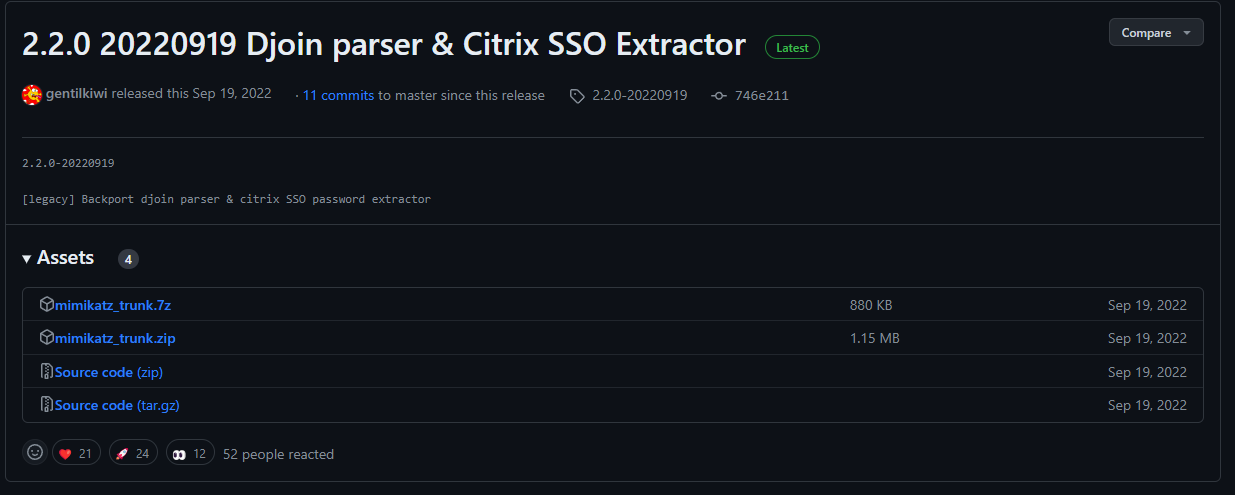 2.2.0 20220919 Djoin parser & Citrix SSO Extractor Latest Compare
gentilkiwi released this Sep 19, 2022 · 11 commits to master since this release 2.2.0-20220919 746e211
2.2.0-20220919
[legacy] Backport djoin parser & citrix SSO password extractor
Assets 4
mimikatz_trunk.7z 880 KB Sep 19, 2022
mimikatz_trunk.zip 1.15 MB Sep 19, 2022
Source code (zip) Sep 19, 2022
Source code (tar.gz) Sep 19, 2022
21 24 12 52 people reacted